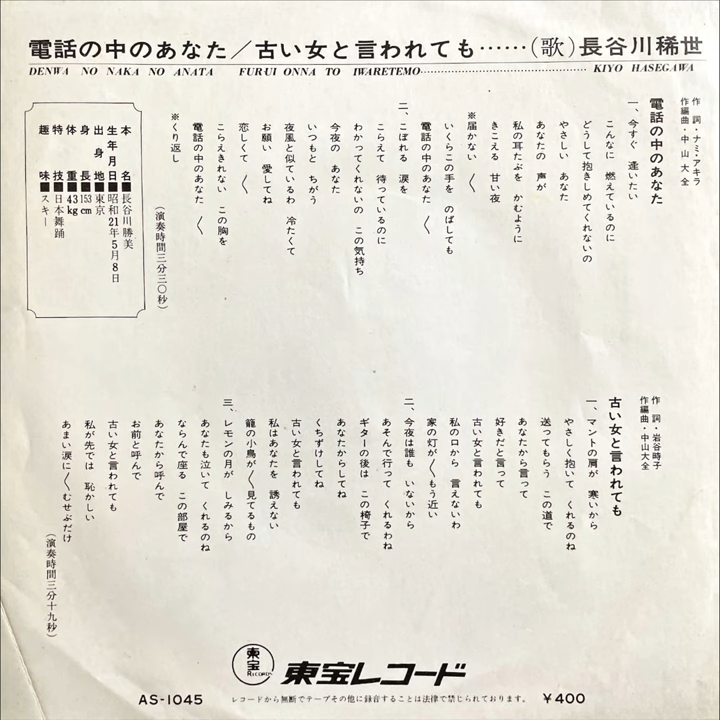 電話の中のあなた／古い女と言われても……(歌)長谷川稀世
DENWA NO NAKA NO ANATA FURUI ONNA TO IWARETEMO........................................ KIYO HASEGAWA
電話の中のあなた
作詞・ナミ・アキラ
作編曲・中山大全
一、今すぐ 逢いたい
こんなに 燃えているのに
どうして抱きしめてくれないの
やさしい あなた
あなたの 声が
私の耳たぶを かむように
きこえる 甘い夜
※届かない 〱
いくらこの手を のばしても
電話の中のあなた 〱
二、こぼれる 涙を
こらえて 待っているのに
わかってくれないの この気持ち
今夜の あなた
いつもと ちがう
夜風と似ているわ 冷たくて
お願い 愛してね
恋しくて 〱
こらえきれない この胸を
電話の中のあなた 〱
※くり返し
(演奏時間三分三〇秒)
本名■長谷川勝美
生年月日■昭和21年5月8日
出身地■東京
身長■153cm
体重■43kg
特技■日本舞踊
趣味■スキー
古い女と言われても
作詞・岩谷時子
作編曲・中山大全
一、マントの肩が 寒いから
やさしく抱いて くれるのね
送ってもらう この道で
あなたから言って
好きだと言って
古い女と言われても
私の口から 言えないわ
家の灯が〱もう近い
二、今夜は誰も いないから
あそんで行って くれるわね
ギターの後は この椅子で
あなたからしてね
くちずけしてね
古い女と言われても
私はあなたを 誘えない
籠の小鳥が〱見てるもの
三、レモンの月が しみるから
あなたも泣いて くれるのね
ならんで座る この部屋で
あなたから呼んで
お前と呼んで
古い女と言われても
私が先では 恥かしい
あまい涙に〱むせぶだけ
(演奏時間三分十九秒)
東宝
RECORDS
東宝レコード
AS-1045 レコードから無断でテープその他に録音することは法律で禁じられております。 ￥400